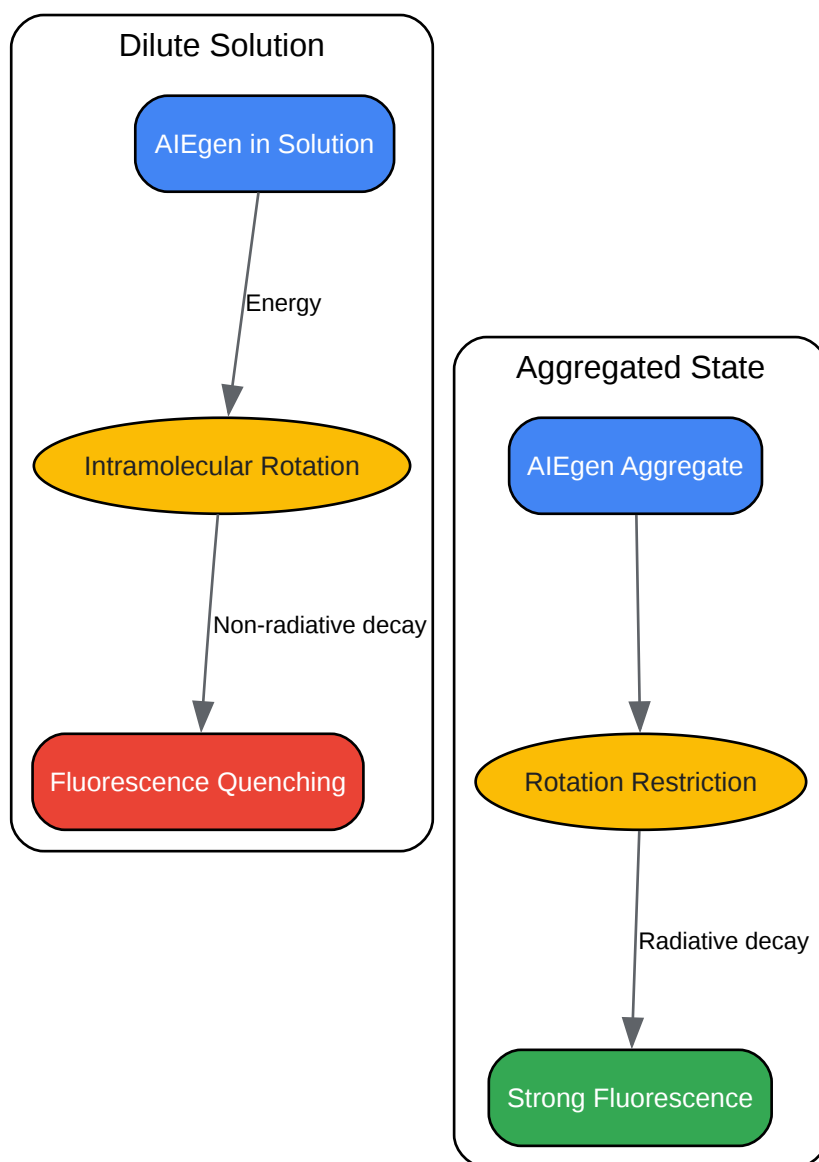 Dilute Solution
AIEgen in Solution
Energy
Intramolecular Rotation
Non-radiative decay
Fluorescence Quenching
Aggregated State
AIEgen Aggregate
Rotation Restriction
Radiative decay
Strong Fluorescence